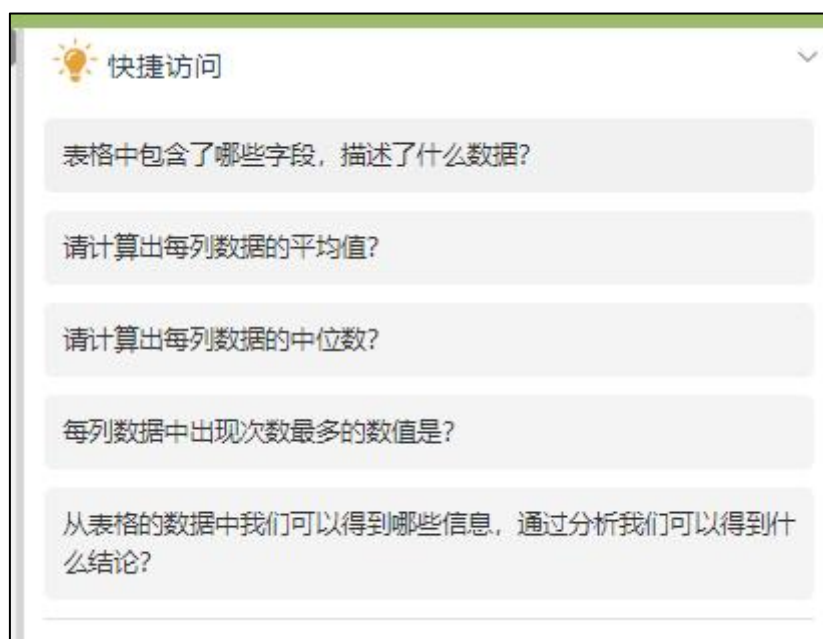 快捷访问
表格中包含了哪些字段，描述了什么数据?
请计算出每列数据的平均值?
请计算出每列数据的中位数?
每列数据中出现次数最多的数值是?
从表格的数据中我们可以得到哪些信息，通过分析我们可以得到什
么结论?